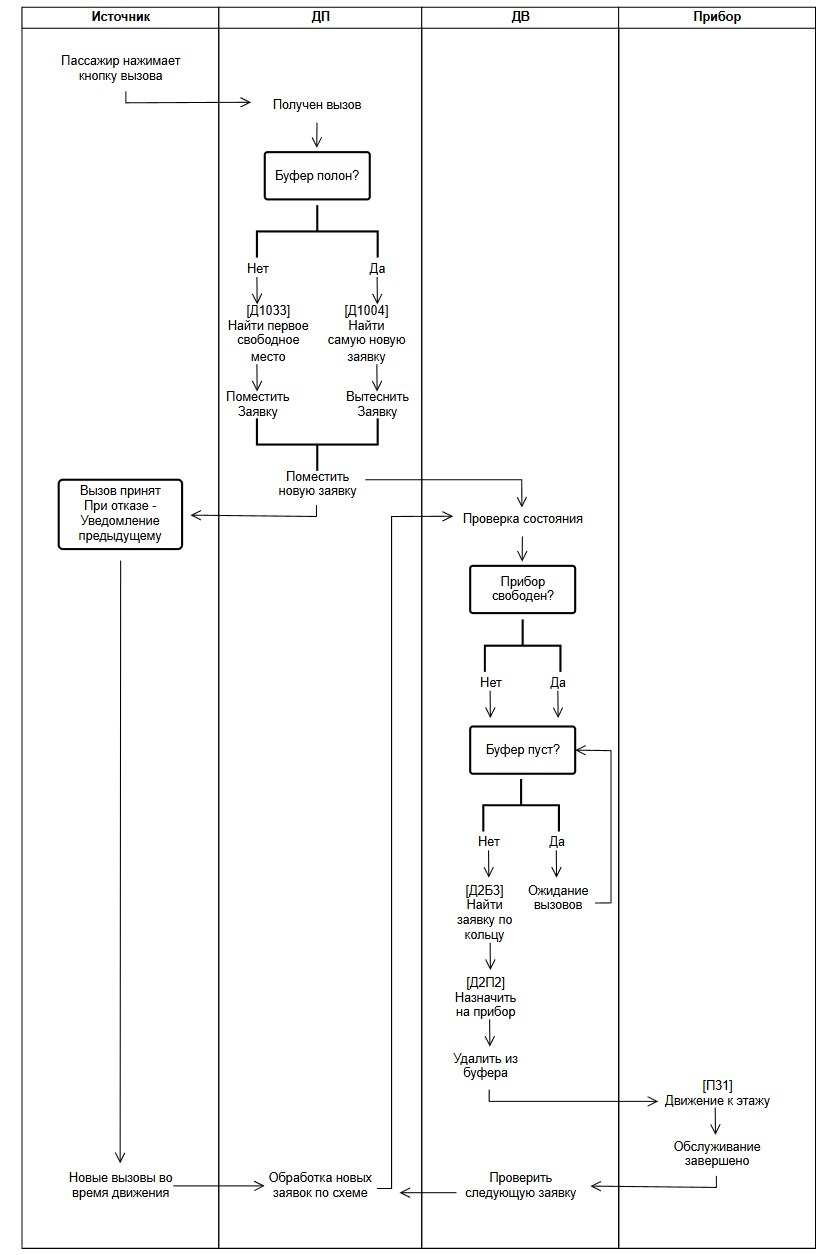 Источник
ДП
ДВ
Прибор
Пассажир нажимает
кнопку вызова
Получен вызов
Буфер полон?
Нет
Да
[Д1033]
Найти первое
свободное
место
[Д1004]
Найти
самую новую
заявку
Поместить
Заявку
Вытеснить
Заявку
Поместить
новую заявку
Вызов принят
При отказе -
Уведомление
предыдущему
Проверка состояния
Прибор
свободен?
Нет
Да
Буфер пуст?
Нет
Да
[Д2Б3]
Найти
заявку по
кольцу
Ожидание
вызовов
[Д2П2]
Назначить
на прибор
Удалить из
буфера
[П31]
Движение к этажу
Обслуживание
завершено
Новые вызовы во
время движения
Обработка новых
заявок по схеме
Проверить
следующую заявку